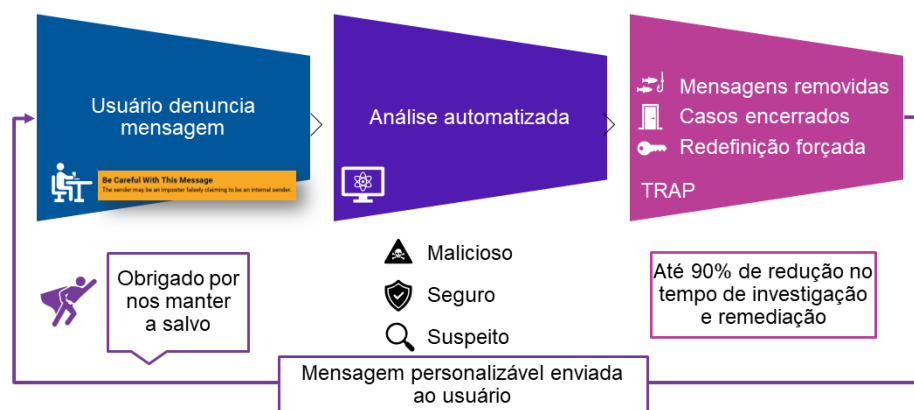 Usuário denuncia
mensagem
Be Careful With This Message
The sender may be an imposter falsely claiming to be an internal sender.
Análise automatizada
Mensagens removidas
Casos encerrados
Redefinição forçada
TRAP
Obrigado por
nos manter
a salvo
Malicioso
Seguro
Suspeito
Até 90% de redução no
tempo de investigação
e remediação
Mensagem personalizável enviada
ao usuário